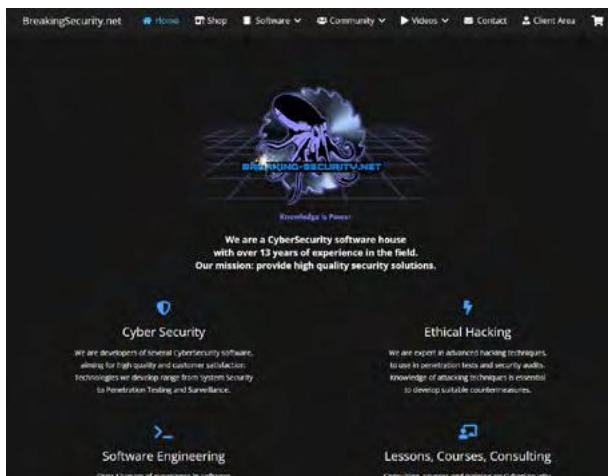 BreakingSecurity.net Home Shop Software Community Videos Contact Client Area
BREAKING-SECURITY.NET
Knowledge is Power
We are a CyberSecurity software house
with over 13 years of experience in the field.
Our mission: provide high quality security solutions.
Cyber Security
We are developers of several CyberSecurity software,
aiming for high quality and customer satisfaction.
Technologies we develop range from System Security
to Penetration Testing and Surveillance.
Ethical Hacking
We are expert in advanced hacking techniques,
to use in penetration tests and security audits.
Knowledge of attacking techniques is essential
to develop suitable countermeasures.
Software Engineering
Lessons, Courses, Consulting